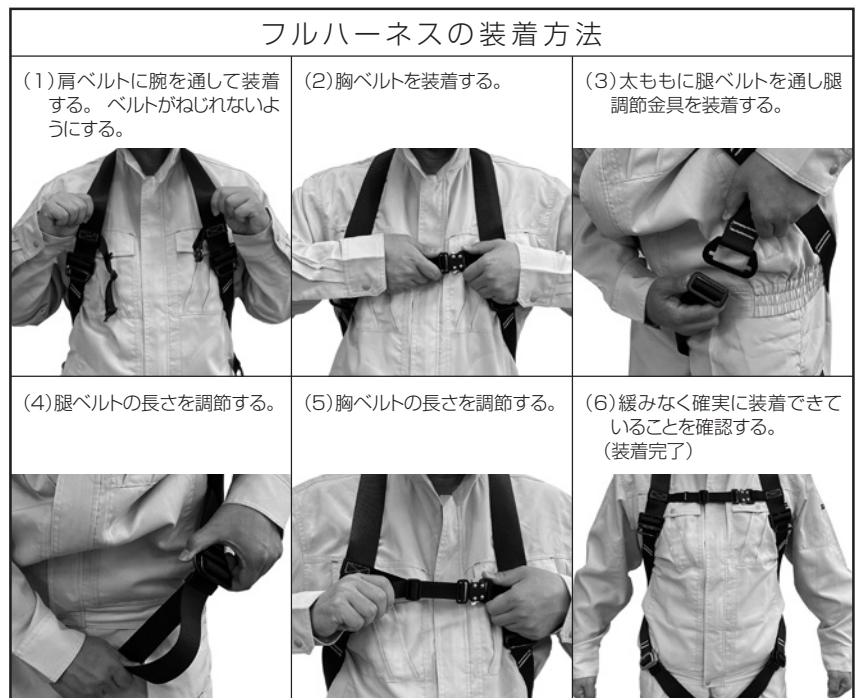 フルハーネスの装着方法
(1)肩ベルトに腕を通して装着
する。 ベルトがねじれないよ
うにする。
(2)胸ベルトを装着する。
(3)太ももに腿ベルトを通し腿
調節金具を装着する。
(4)腿ベルトの長さを調節する。
(5)胸ベルトの長さを調節する。
(6)緩みなく確実に装着できて
いることを確認する。
(装着完了)